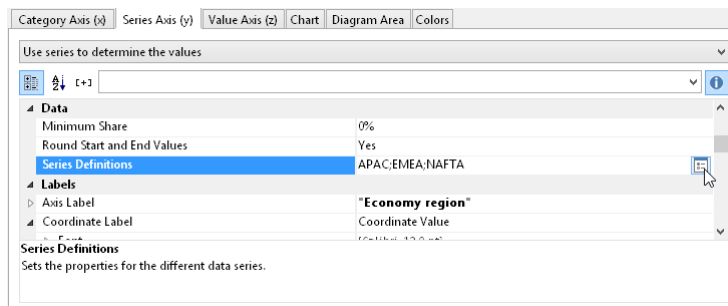 Category Axis {x} Series Axis {y} Value Axis {z} Chart Diagram Area Colors
Use series to determine the values
A Z [+]
Data
Minimum Share 0%
Round Start and End Values Yes
Series Definitions APAC;EMEA;NAFTA
Labels
Axis Label "Economy region"
Coordinate Label Coordinate Value
Series Definitions
Sets the properties for the different data series.